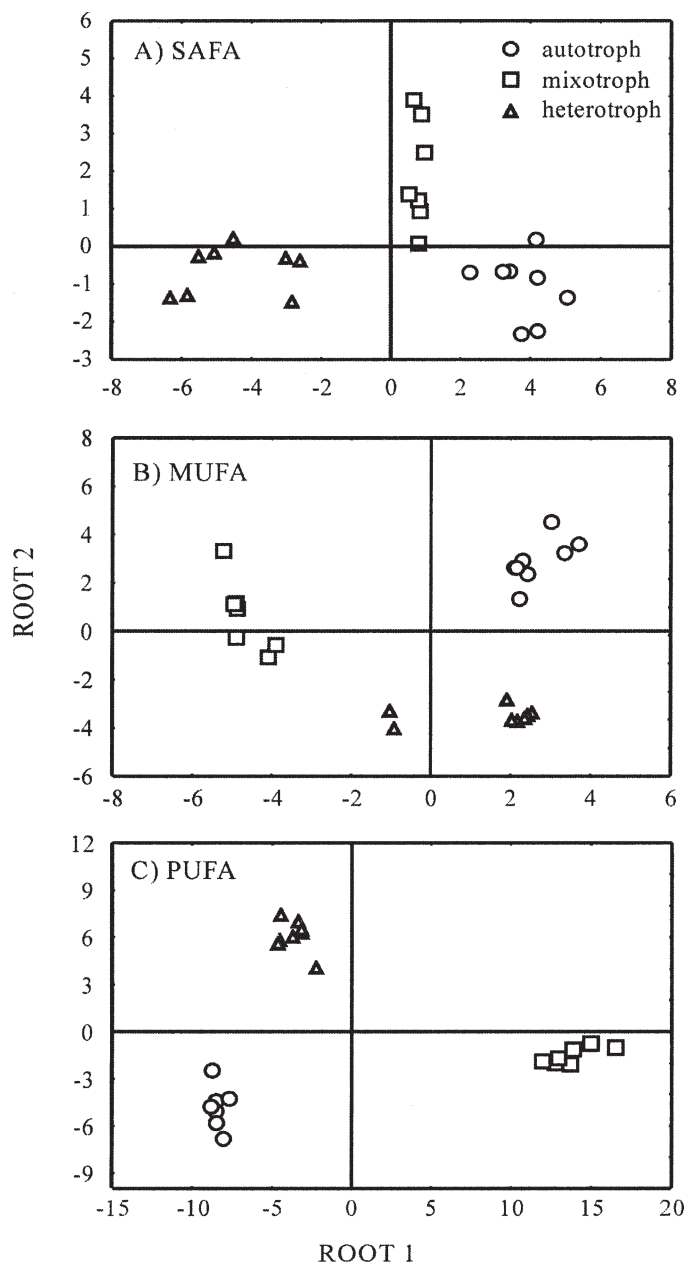 A) SAFA
autotroph
mixotroph
heterotroph
6
5
4
3
2
1
0
-1
-2
-3
-8 -6 -4 -2 0 2 4 6 8
B) MUFA
8
6
4
2
0
-2
-4
-6
-8 -6 -4 -2 0 2 4 6
ROOT 2
C) PUFA
12
9
6
3
0
-3
-6
-9
-15 -10 -5 0 5 10 15 20
ROOT 1